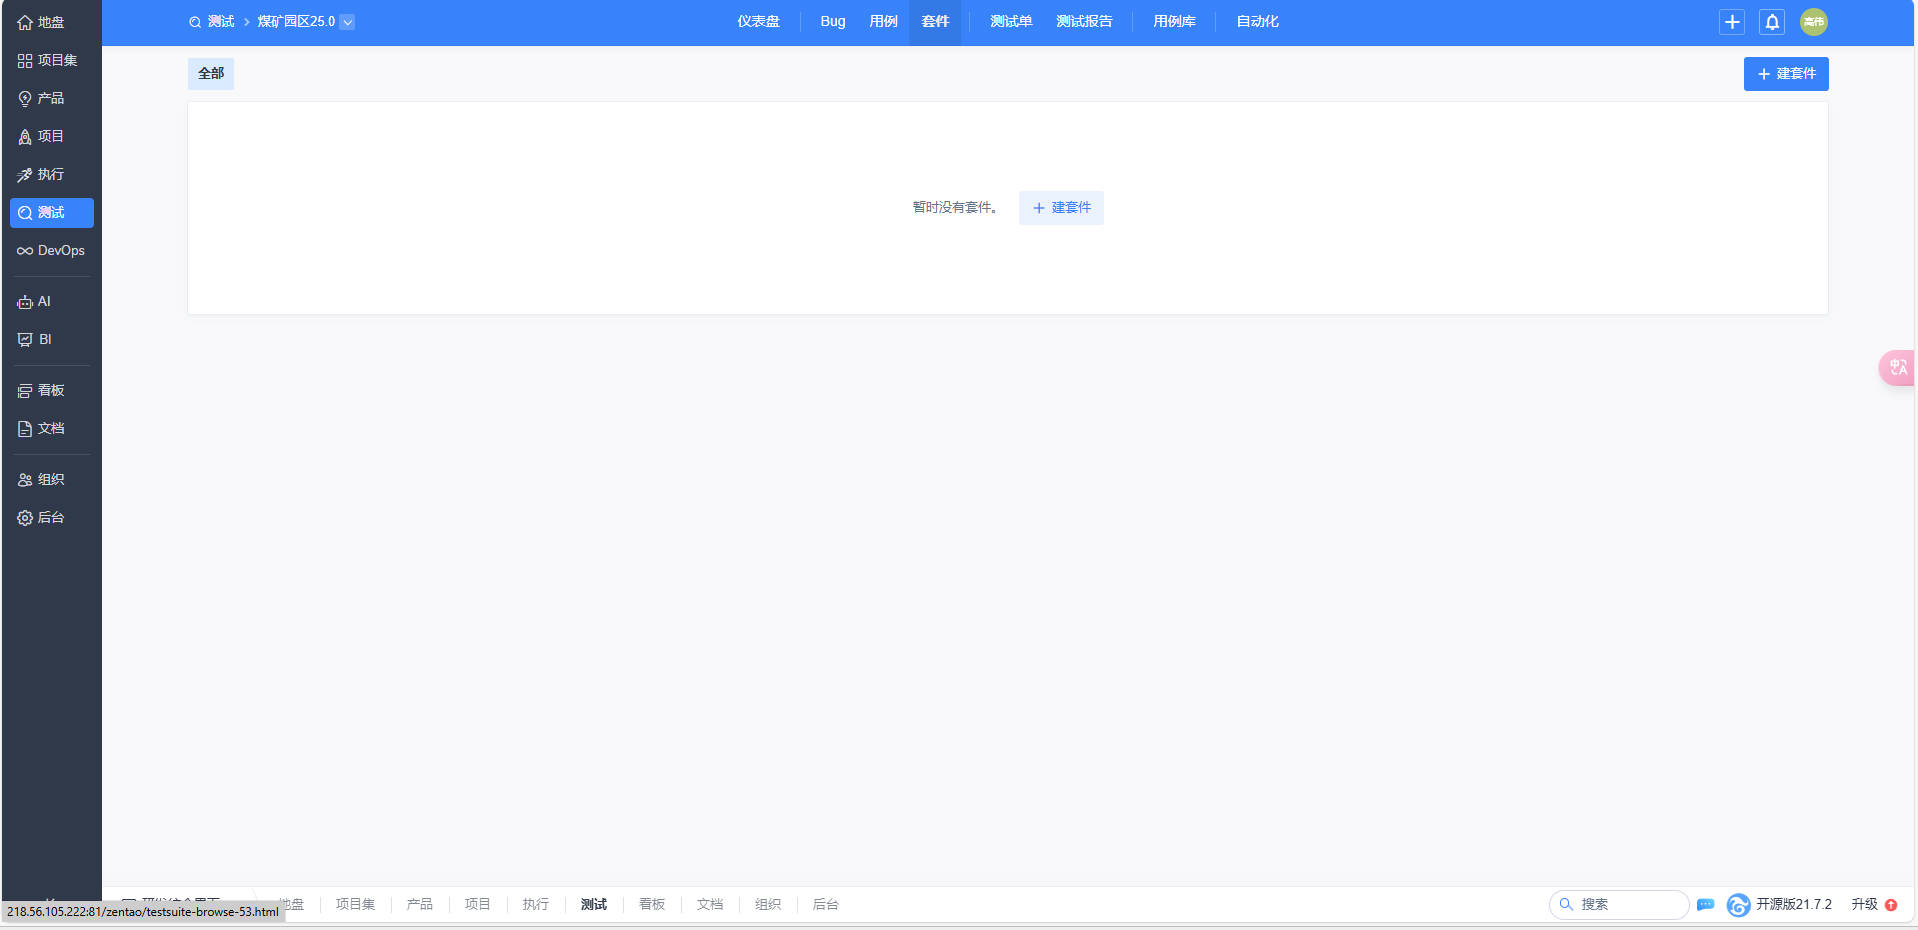 地盘
项目集
产品
项目
执行
测试
DevOps
AI
BI
看板
文档
组织
后台
测试 > 煤矿园区25.0
仪表盘 Bug 用例 套件 测试单 测试报告 用例库 自动化
高伟
全部
+ 建套件
暂时没有套件。 + 建套件
中A
地盘 项目集 产品 项目 执行 测试 看板 文档 组织 后台
搜索
开源版21.7.2 升级
218.56.105.222:81/zentao/testsuite-browse-53.html